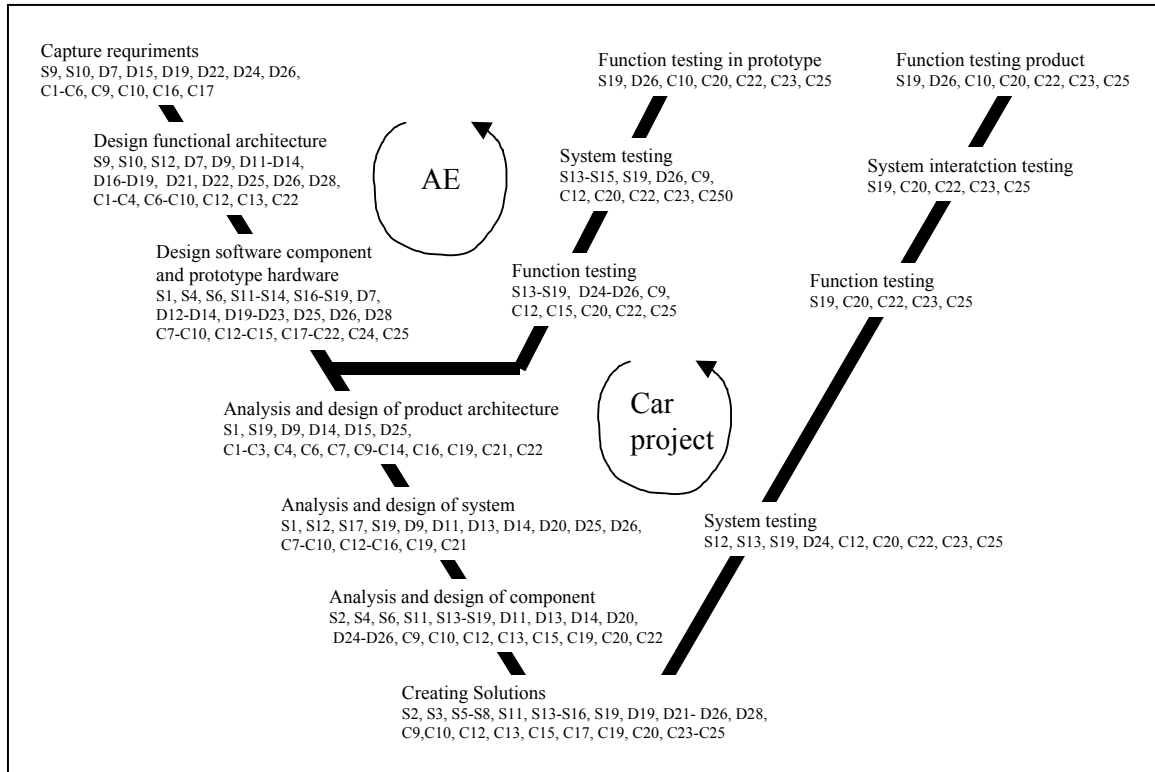 Capture requriments
S9, S10, D7, D15, D19, D22, D24, D26,
C1-C6, C9, C10, C16, C17
Design functional architecture
S9, S10, S12, D7, D9, D11-D14,
D16-D19, D21, D22, D25, D26, D28,
C1-C4, C6-C10, C12, C13, C22
Design software component
and prototype hardware
S1, S4, S6, S11-S14, S16-S19, D7,
D12-D14, D19-D23, D25, D26, D28
C7-C10, C12-C15, C17-C22, C24, C25
AE
Function testing in prototype
S19, D26, C10, C20, C22, C23, C25
System testing
S13-S15, S19, D26, C9,
C12, C20, C22, C23, C250
Function testing
S13-S19, D24-D26, C9,
C12, C15, C20, C22, C25
Function testing product
S19, D26, C10, C20, C22, C23, C25
System interatction testing
S19, C20, C22, C23, C25
Function testing
S19, C20, C22, C23, C25
Car
project
Analysis and design of product architecture
S1, S19, D9, D14, D15, D25,
C1-C3, C4, C6, C7, C9-C14, C16, C19, C21, C22
Analysis and design of system
S1, S12, S17, S19, D9, D11, D13, D14, D20, D25, D26,
C7-C10, C12-C16, C19, C21
System testing
S12, S13, S19, D24, C12, C20, C22, C23, C25
Analysis and design of component
S2, S4, S6, S11, S13-S19, D11, D13, D14, D20,
D24-D26, C9, C10, C12, C13, C15, C19, C20, C22
Creating Solutions
S2, S3, S5-S8, S11, S13-S16, S19, D19, D21- D26, D28,
C9,C10, C12, C13, C15, C17, C19, C20, C23-C25